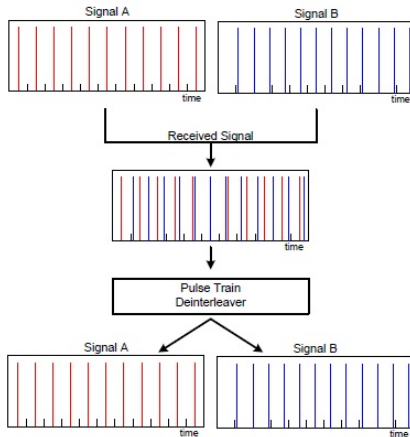 Signal A
Signal B
time
time
Received Signal
time
Pulse Train
Deinterleaver
Signal A
Signal B
time
time